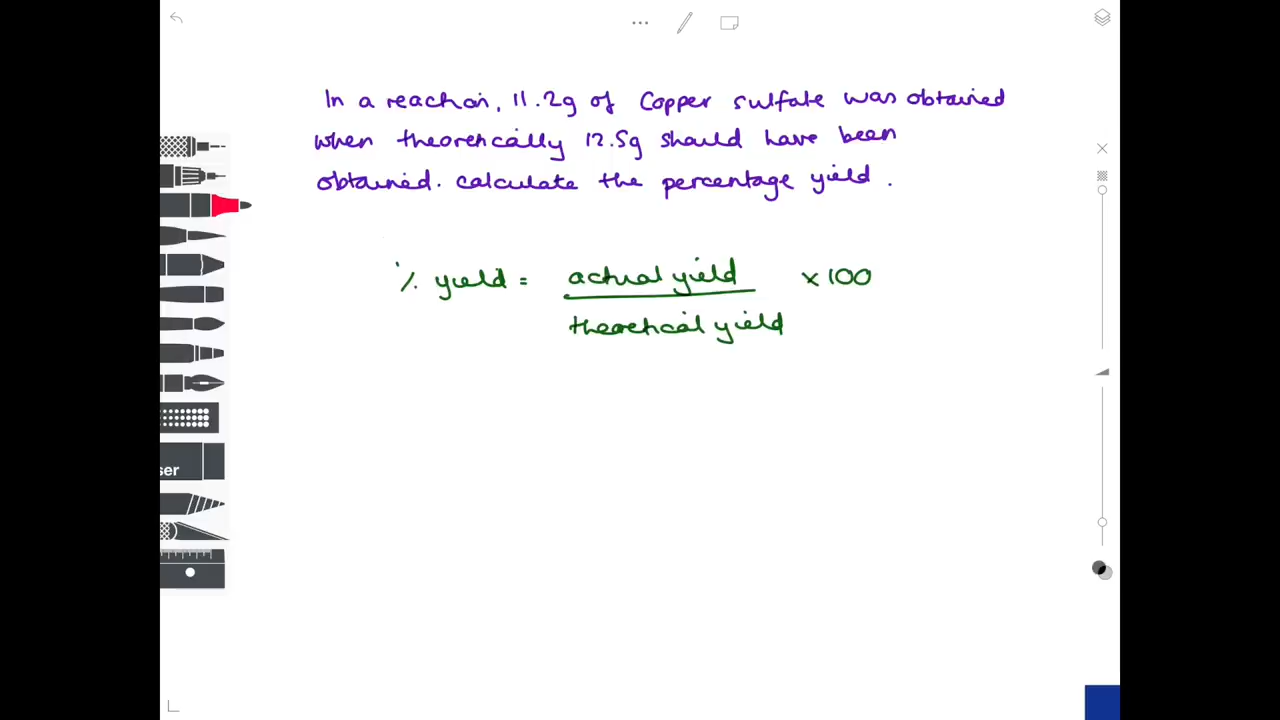 In a reaction, 11.2g of Copper sulfate was obtained
when theoretically 12.5g should have been
obtained. Calculate the percentage yield.
% yield = actual yield x 100
theoretical yield
ser